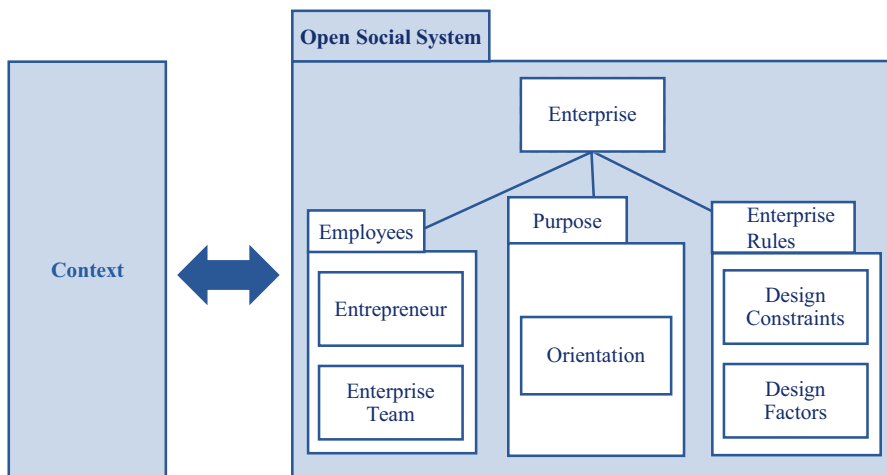 Open Social System
Context
Enterprise
Employees
Entrepreneur
Enterprise
Team
Purpose
Orientation
Enterprise
Rules
Design
Constraints
Design
Factors